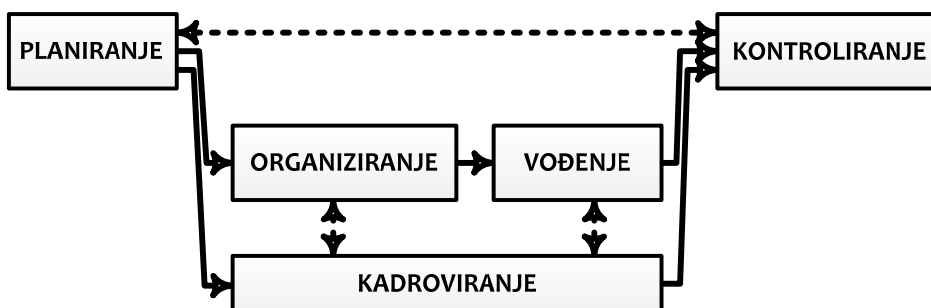 PLANIRANJE
KONTROLIRANJE
ORGANIZIRANJE
VOĐENJE
KADROVIRANJE